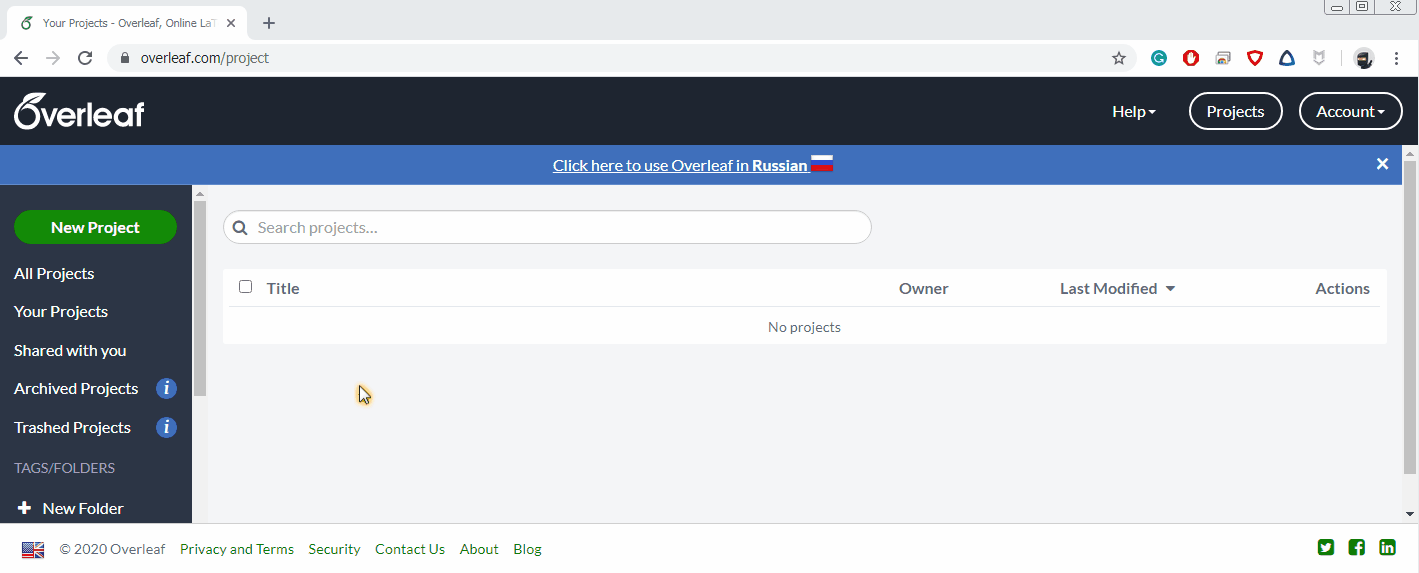 Your Projects - Overleaf, Online LaT
overleaf.com/project
Overleaf
Help
Projects
Account
Click here to use Overleaf in Russian
New Project
Search projects...
All Projects
Title Owner Last Modified Actions
Your Projects
No projects
Shared with you
Archived Projects i
Trashed Projects i
TAGS/FOLDERS
New Folder
© 2020 Overleaf Privacy and Terms Security Contact Us About Blog